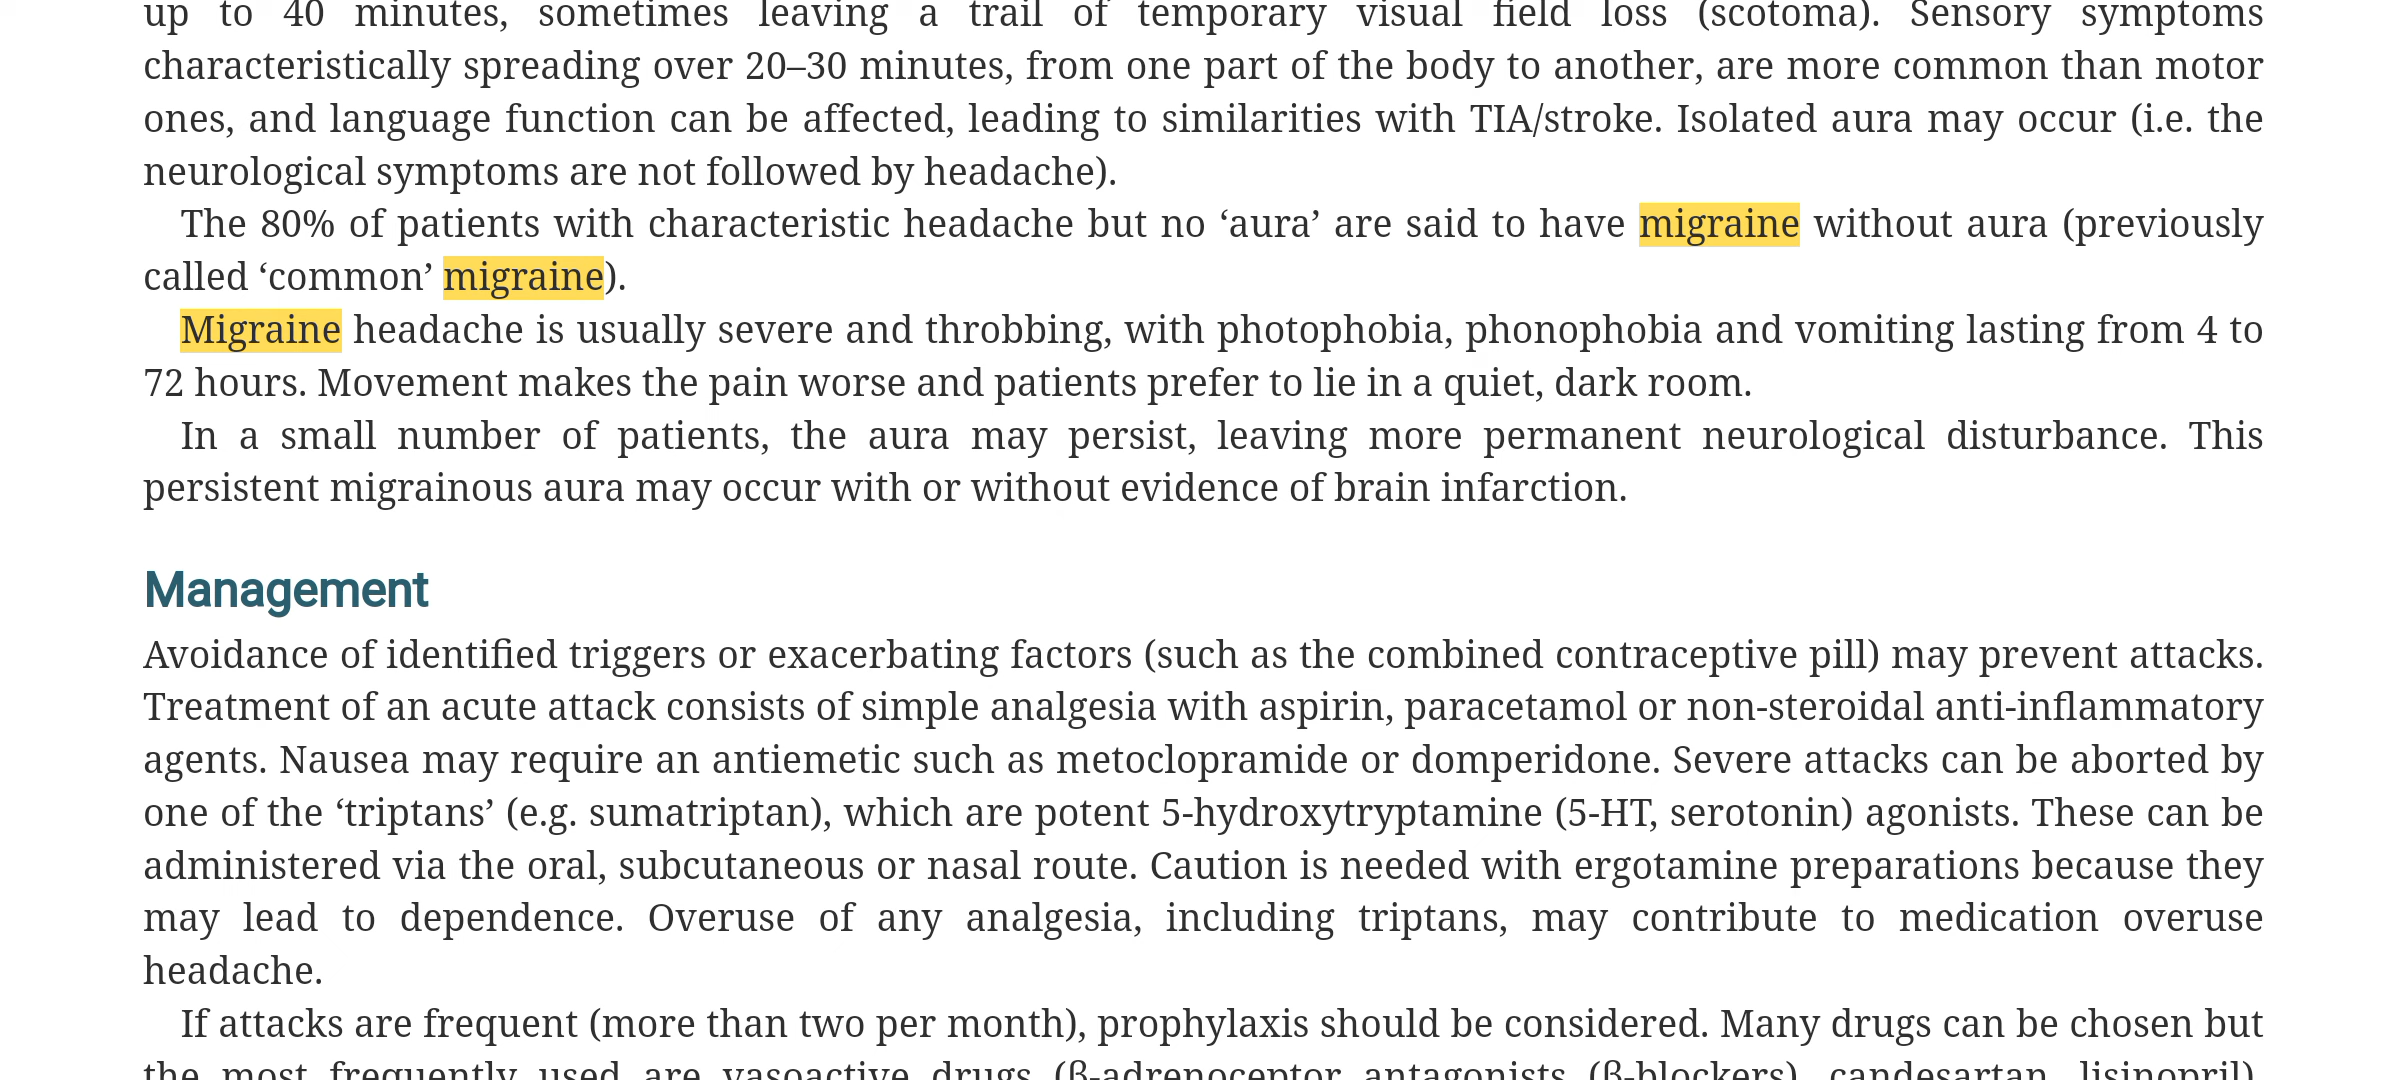 up to 40 minutes, sometimes leaving a trail of temporary visual field loss (scotoma). Sensory symptoms
characteristically spreading over 20–30 minutes, from one part of the body to another, are more common than motor
ones, and language function can be affected, leading to similarities with TIA/stroke. Isolated aura may occur (i.e. the
neurological symptoms are not followed by headache).
The 80% of patients with characteristic headache but no ‘aura’ are said to have migraine without aura (previously
called ‘common’ migraine).
Migraine headache is usually severe and throbbing, with photophobia, phonophobia and vomiting lasting from 4 to
72 hours. Movement makes the pain worse and patients prefer to lie in a quiet, dark room.
In a small number of patients, the aura may persist, leaving more permanent neurological disturbance. This
persistent migrainous aura may occur with or without evidence of brain infarction.
Management
Avoidance of identified triggers or exacerbating factors (such as the combined contraceptive pill) may prevent attacks.
Treatment of an acute attack consists of simple analgesia with aspirin, paracetamol or non-steroidal anti-inflammatory
agents. Nausea may require an antiemetic such as metoclopramide or domperidone. Severe attacks can be aborted by
one of the ‘triptans’ (e.g. sumatriptan), which are potent 5-hydroxytryptamine (5-HT, serotonin) agonists. These can be
administered via the oral, subcutaneous or nasal route. Caution is needed with ergotamine preparations because they
may lead to dependence. Overuse of any analgesia, including triptans, may contribute to medication overuse
headache.
If attacks are frequent (more than two per month), prophylaxis should be considered. Many drugs can be chosen but
the most frequently used are vasoactive drugs (β-adrenoceptor antagonists (β-blockers), candesartan, lisinopril),